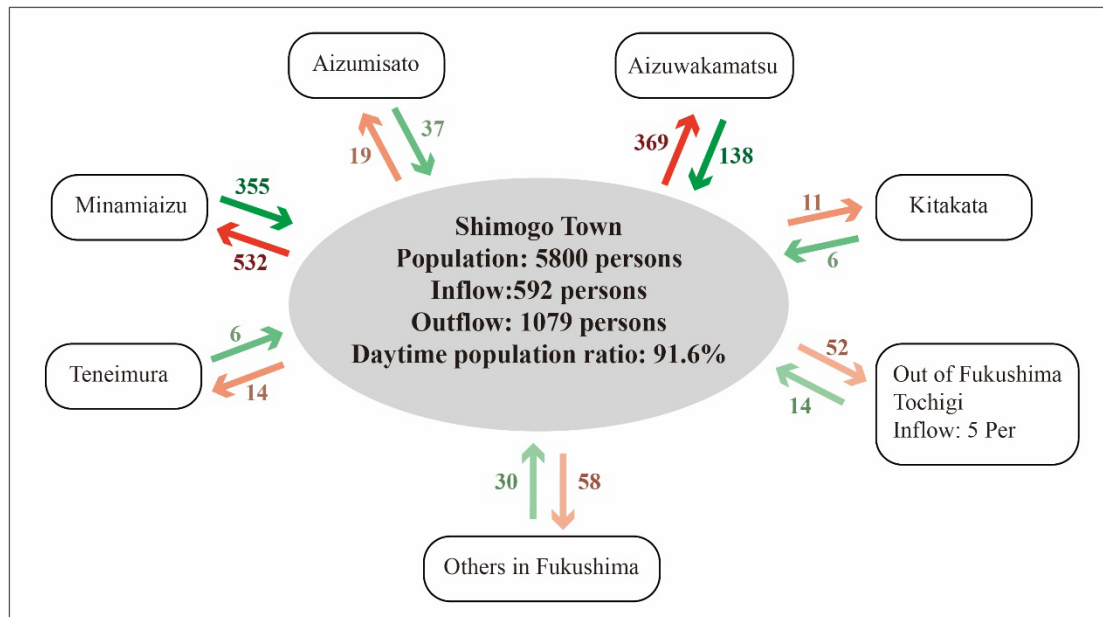 Aizumisato
Aizuwakamatsu
37
19
369
138
Minamiaizu
355
532
11
Kitakata
6
Shimogo Town
Population: 5800 persons
Inflow:592 persons
Outflow: 1079 persons
Daytime population ratio: 91.6%
6
Teneimura
14
52
14
Out of Fukushima
Tochigi
Inflow: 5 Per
30
58
Others in Fukushima